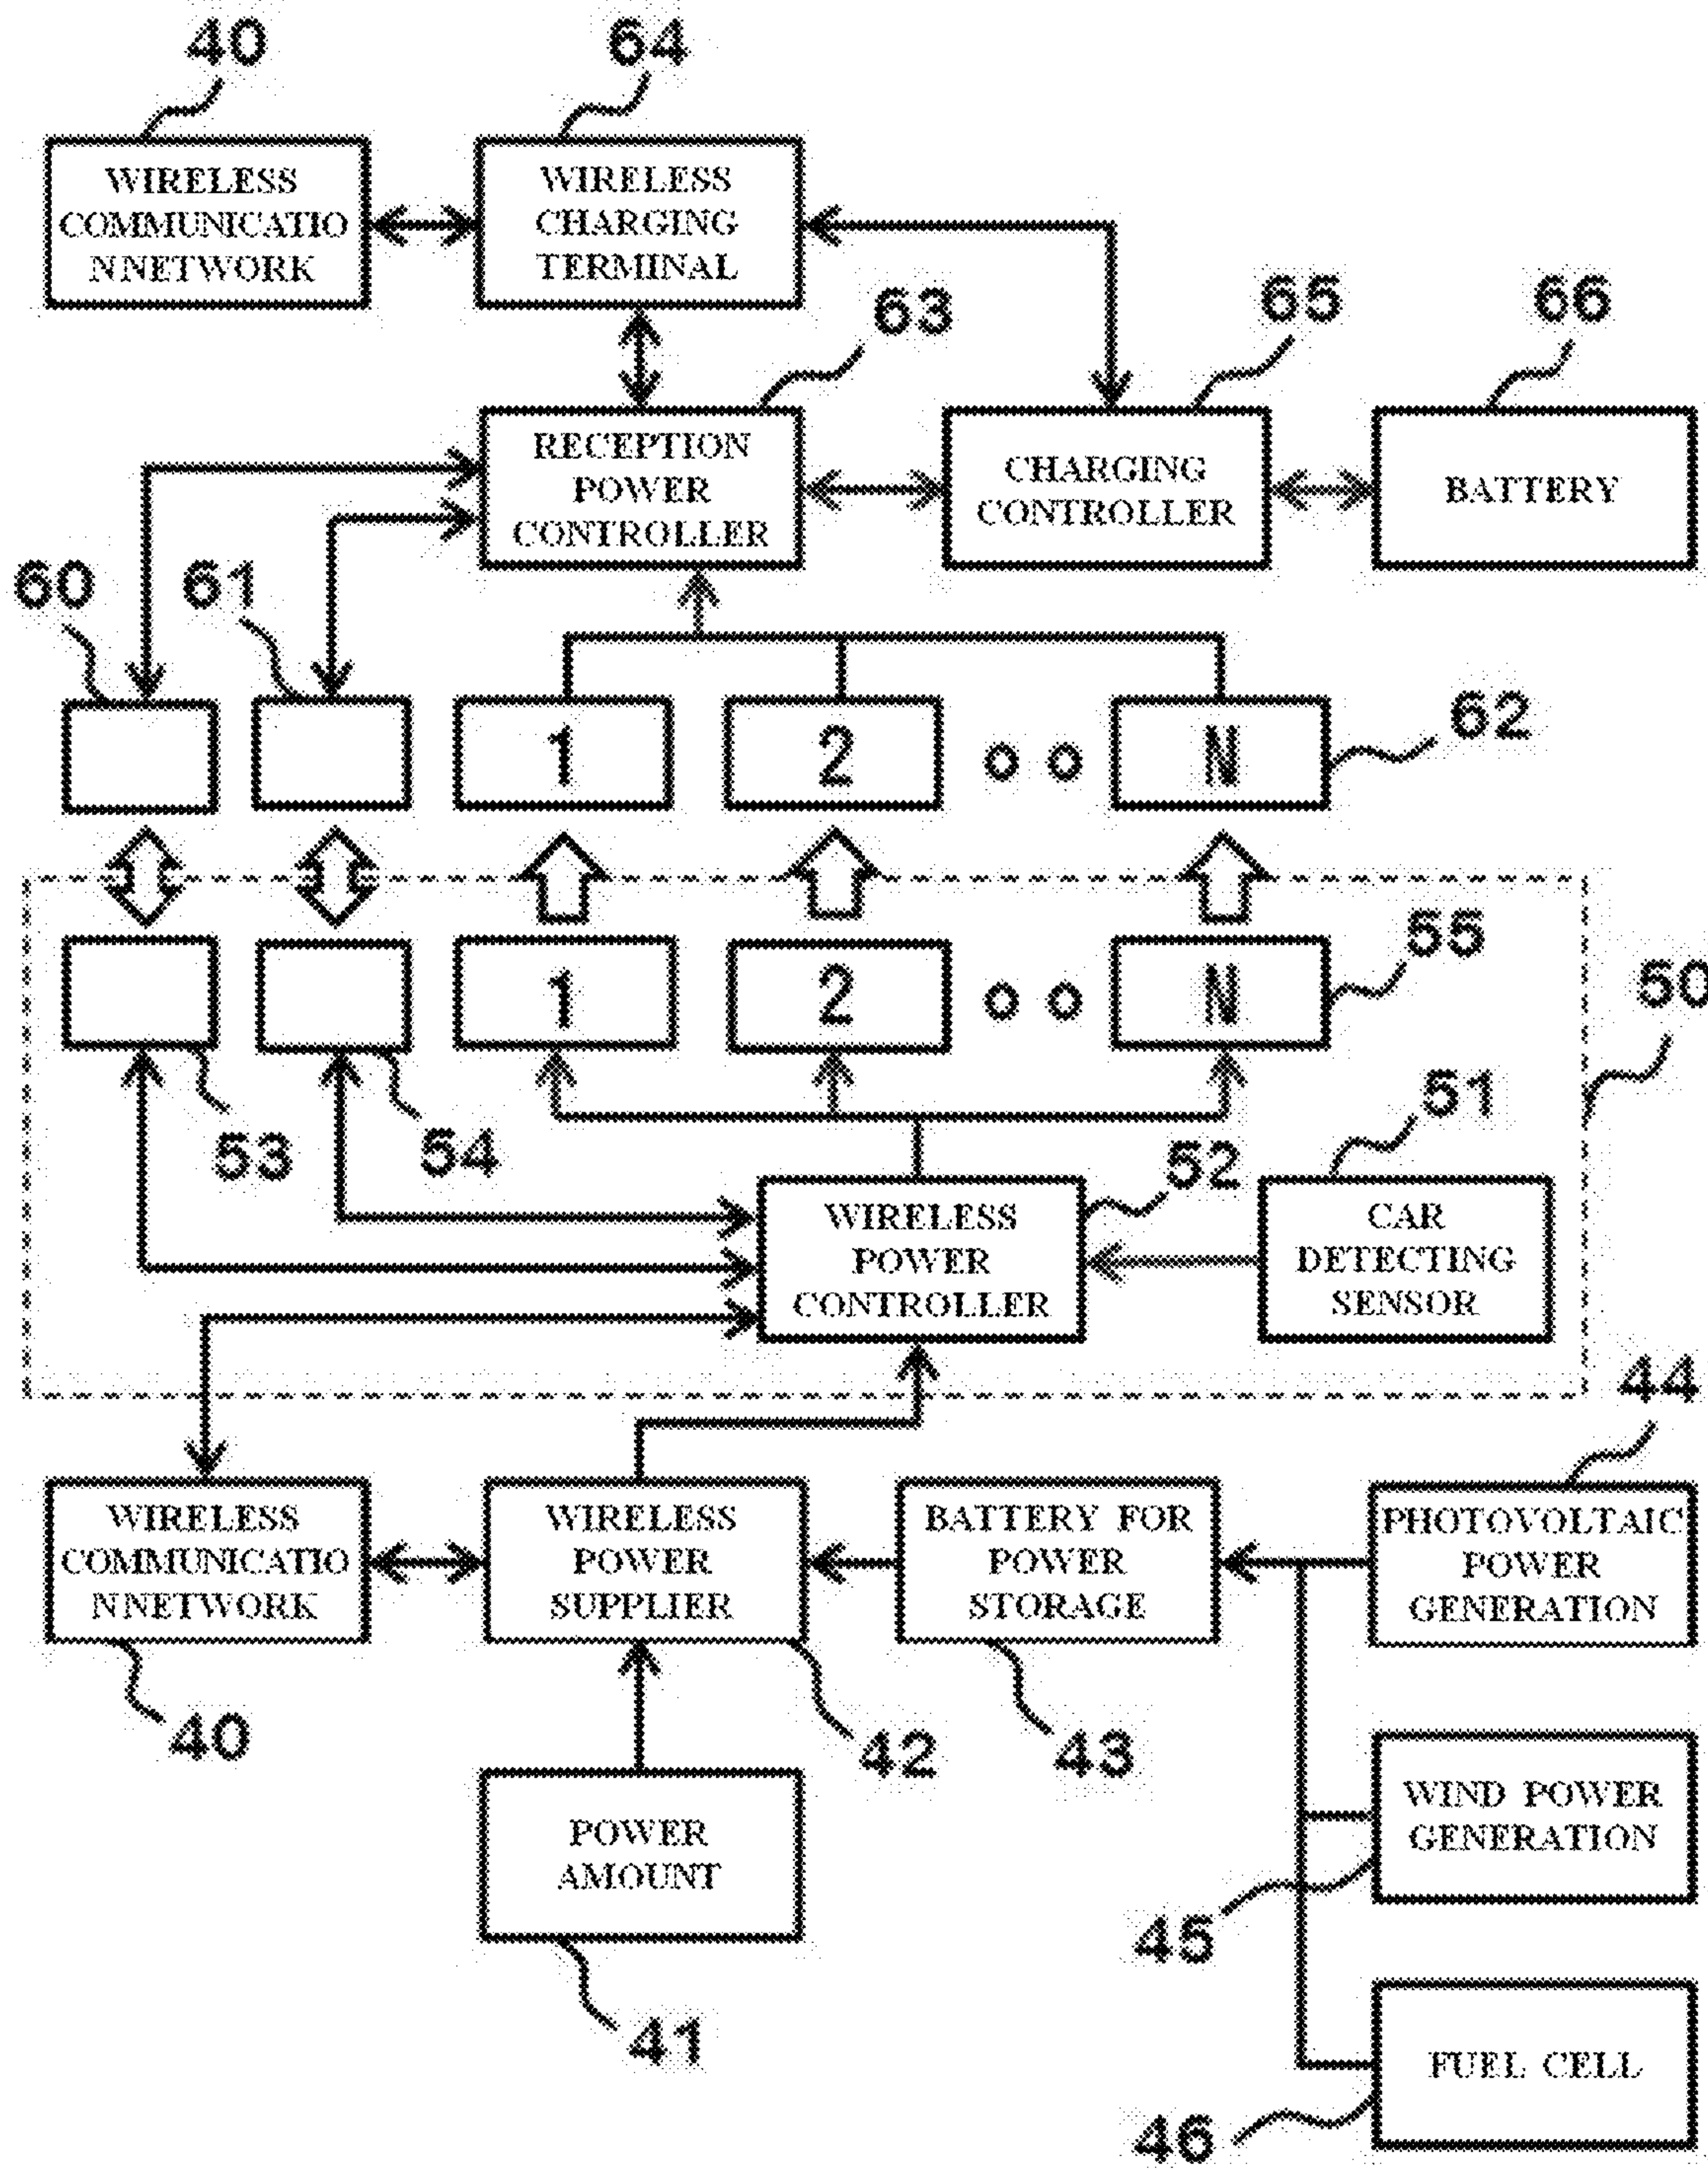 40
64
WIRELESS
COMMUNICATIO
NNETWORK
WIRELESS
CHARGING
TERMINAL
63
65
66
RECEPTION
POWER
CONTROLLER
CHARGING
CONTROLLER
BATTERY
60
61
1
2
N
62
1
2
N
55
50
53
54
51
52
WIRELESS
POWER
CONTROLLER
CAR
DETECTING
SENSOR
44
WIRELESS
COMMUNICATIO
NNETWORK
WIRELESS
POWER
SUPPLIER
BATTERY FOR
POWER
STORAGE
PHOTOVOLTAIC
POWER
GENERATION
40
42
43
POWER
AMOUNT
WIND POWER
GENERATION
45
41
FUEL CELL
46